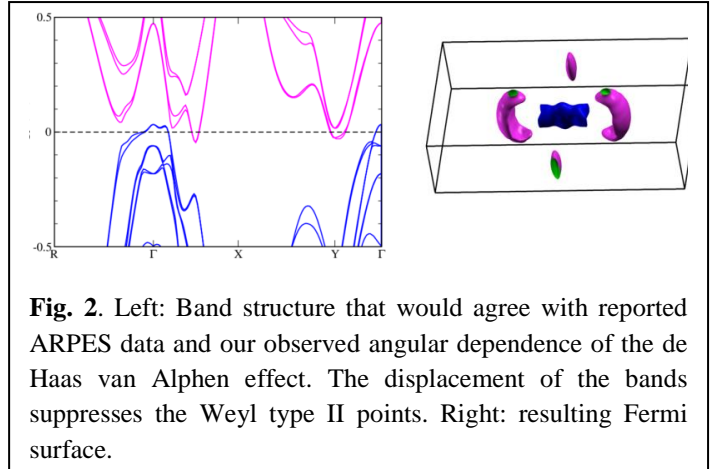 0.5
0
-0.5
R Γ X Y Γ
Fig. 2. Left: Band structure that would agree with reported
ARPES data and our observed angular dependence of the de
Haas van Alphen effect. The displacement of the bands
suppresses the Weyl type II points. Right: resulting Fermi
surface.